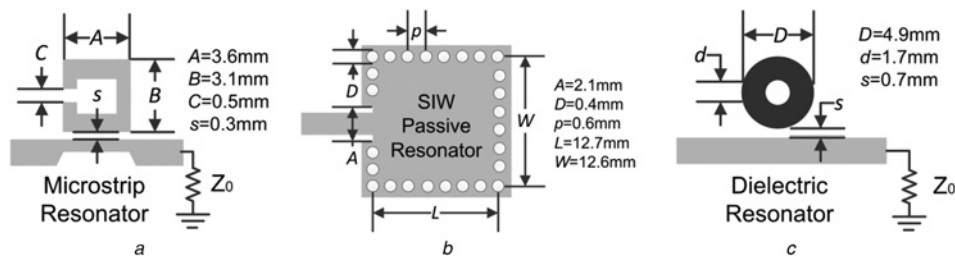 a
A
C
s
B
A=3.6mm
B=3.1mm
C=0.5mm
s=0.3mm
Z0
Microstrip
Resonator
a
b
p
D
A
SIW
Passive
Resonator
W
L
A=2.1mm
D=0.4mm
p=0.6mm
L=12.7mm
W=12.6mm
b
c
D
d
s
D=4.9mm
d=1.7mm
s=0.7mm
Z0
Dielectric
Resonator
c